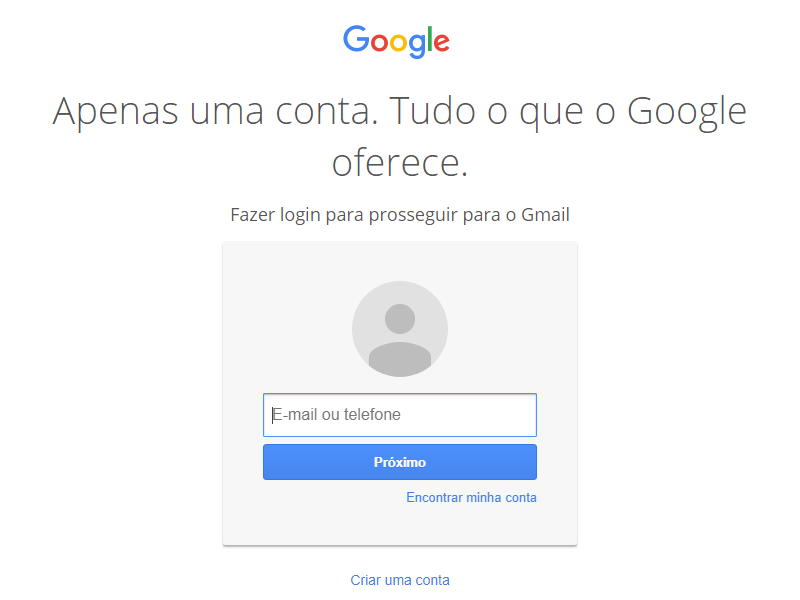 Google
Apenas uma conta. Tudo o que o Google
oferece.
Fazer login para prosseguir para o Gmail
E-mail ou telefone
Próximo
Encontrar minha conta
Criar uma conta